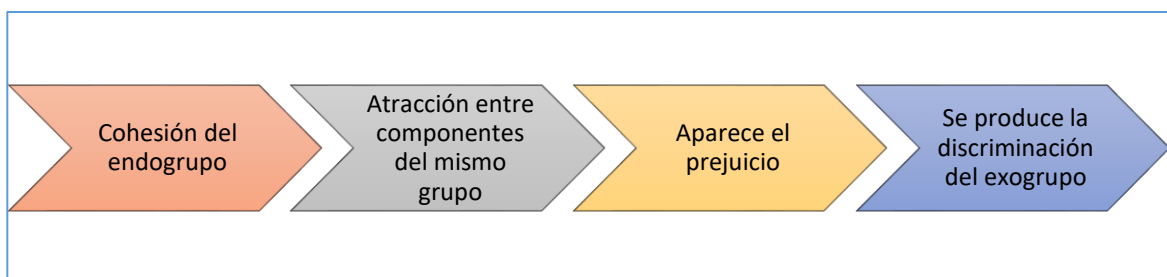 Cohesión del
endogrupo
Atracción entre
componentes
del mismo
grupo
Aparece el
prejuicio
Se produce la
discriminación
del exogrupo